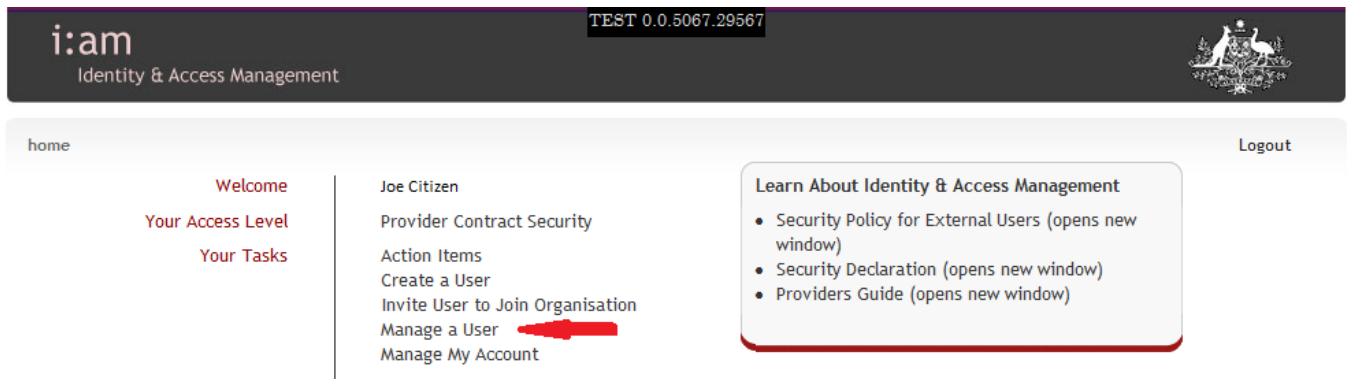 TEST 0.0.5067.29567
i:am
Identity & Access Management
home
Logout
Welcome
Joe Citizen
Your Access Level
Provider Contract Security
Your Tasks
Action Items
Create a User
Invite User to Join Organisation
Manage a User
Manage My Account
Learn About Identity & Access Management
• Security Policy for External Users (opens new
window)
• Security Declaration (opens new window)
• Providers Guide (opens new window)